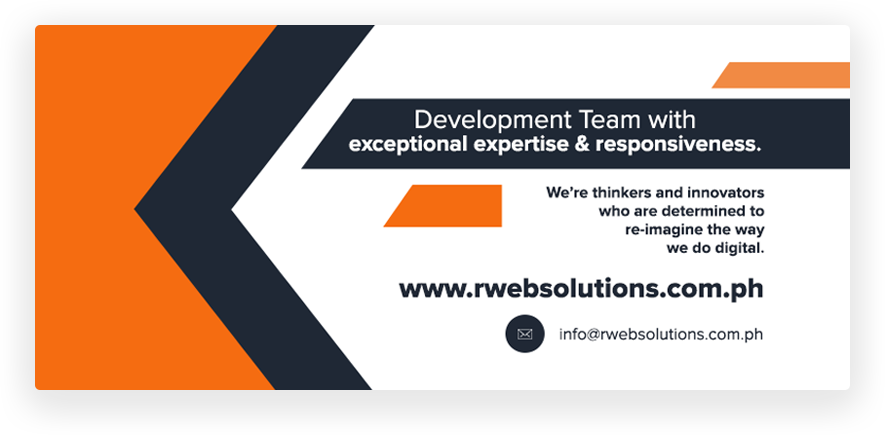 Development Team with
exceptional expertise & responsiveness.
We're thinkers and innovators
who are determined to
re-imagine the way
we do digital.
www.rwebsolutions.com.ph
info@rwebsolutions.com.ph